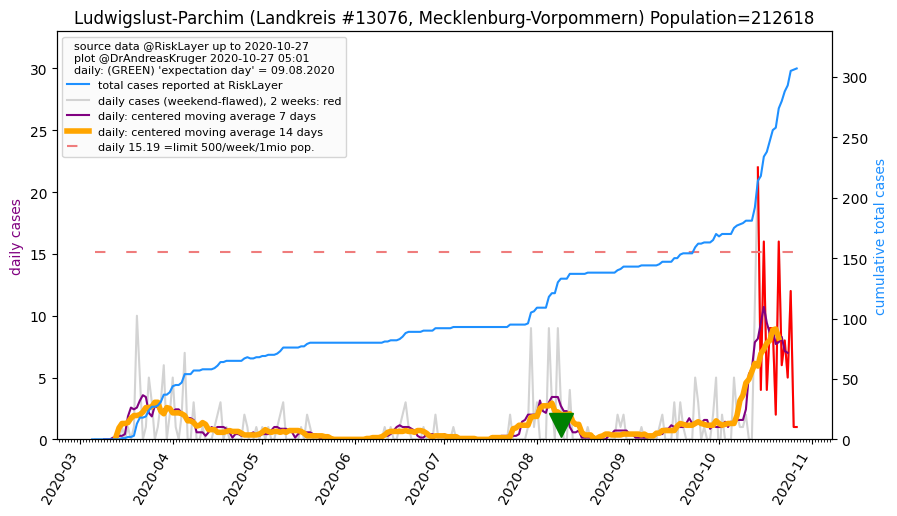 Ludwigslust-Parchim (Landkreis #13076, Mecklenburg-Vorpommern) Population=212618
source data @RiskLayer up to 2020-10-27
plot @DrAndreasKruger 2020-10-27 05:01
daily: (GREEN) 'expectation day' = 09.08.2020
total cases reported at RiskLayer
daily cases (weekend-flawed), 2 weeks: red
daily: centered moving average 7 days
daily: centered moving average 14 days
daily 15.19 =limit 500/week/1mio pop.
daily cases
30
25
20
15
10
5
0
cumulative total cases
300
250
200
150
100
50
0
2020-03
2020-04
2020-05
2020-06
2020-07
2020-08
2020-09
2020-10
2020-11